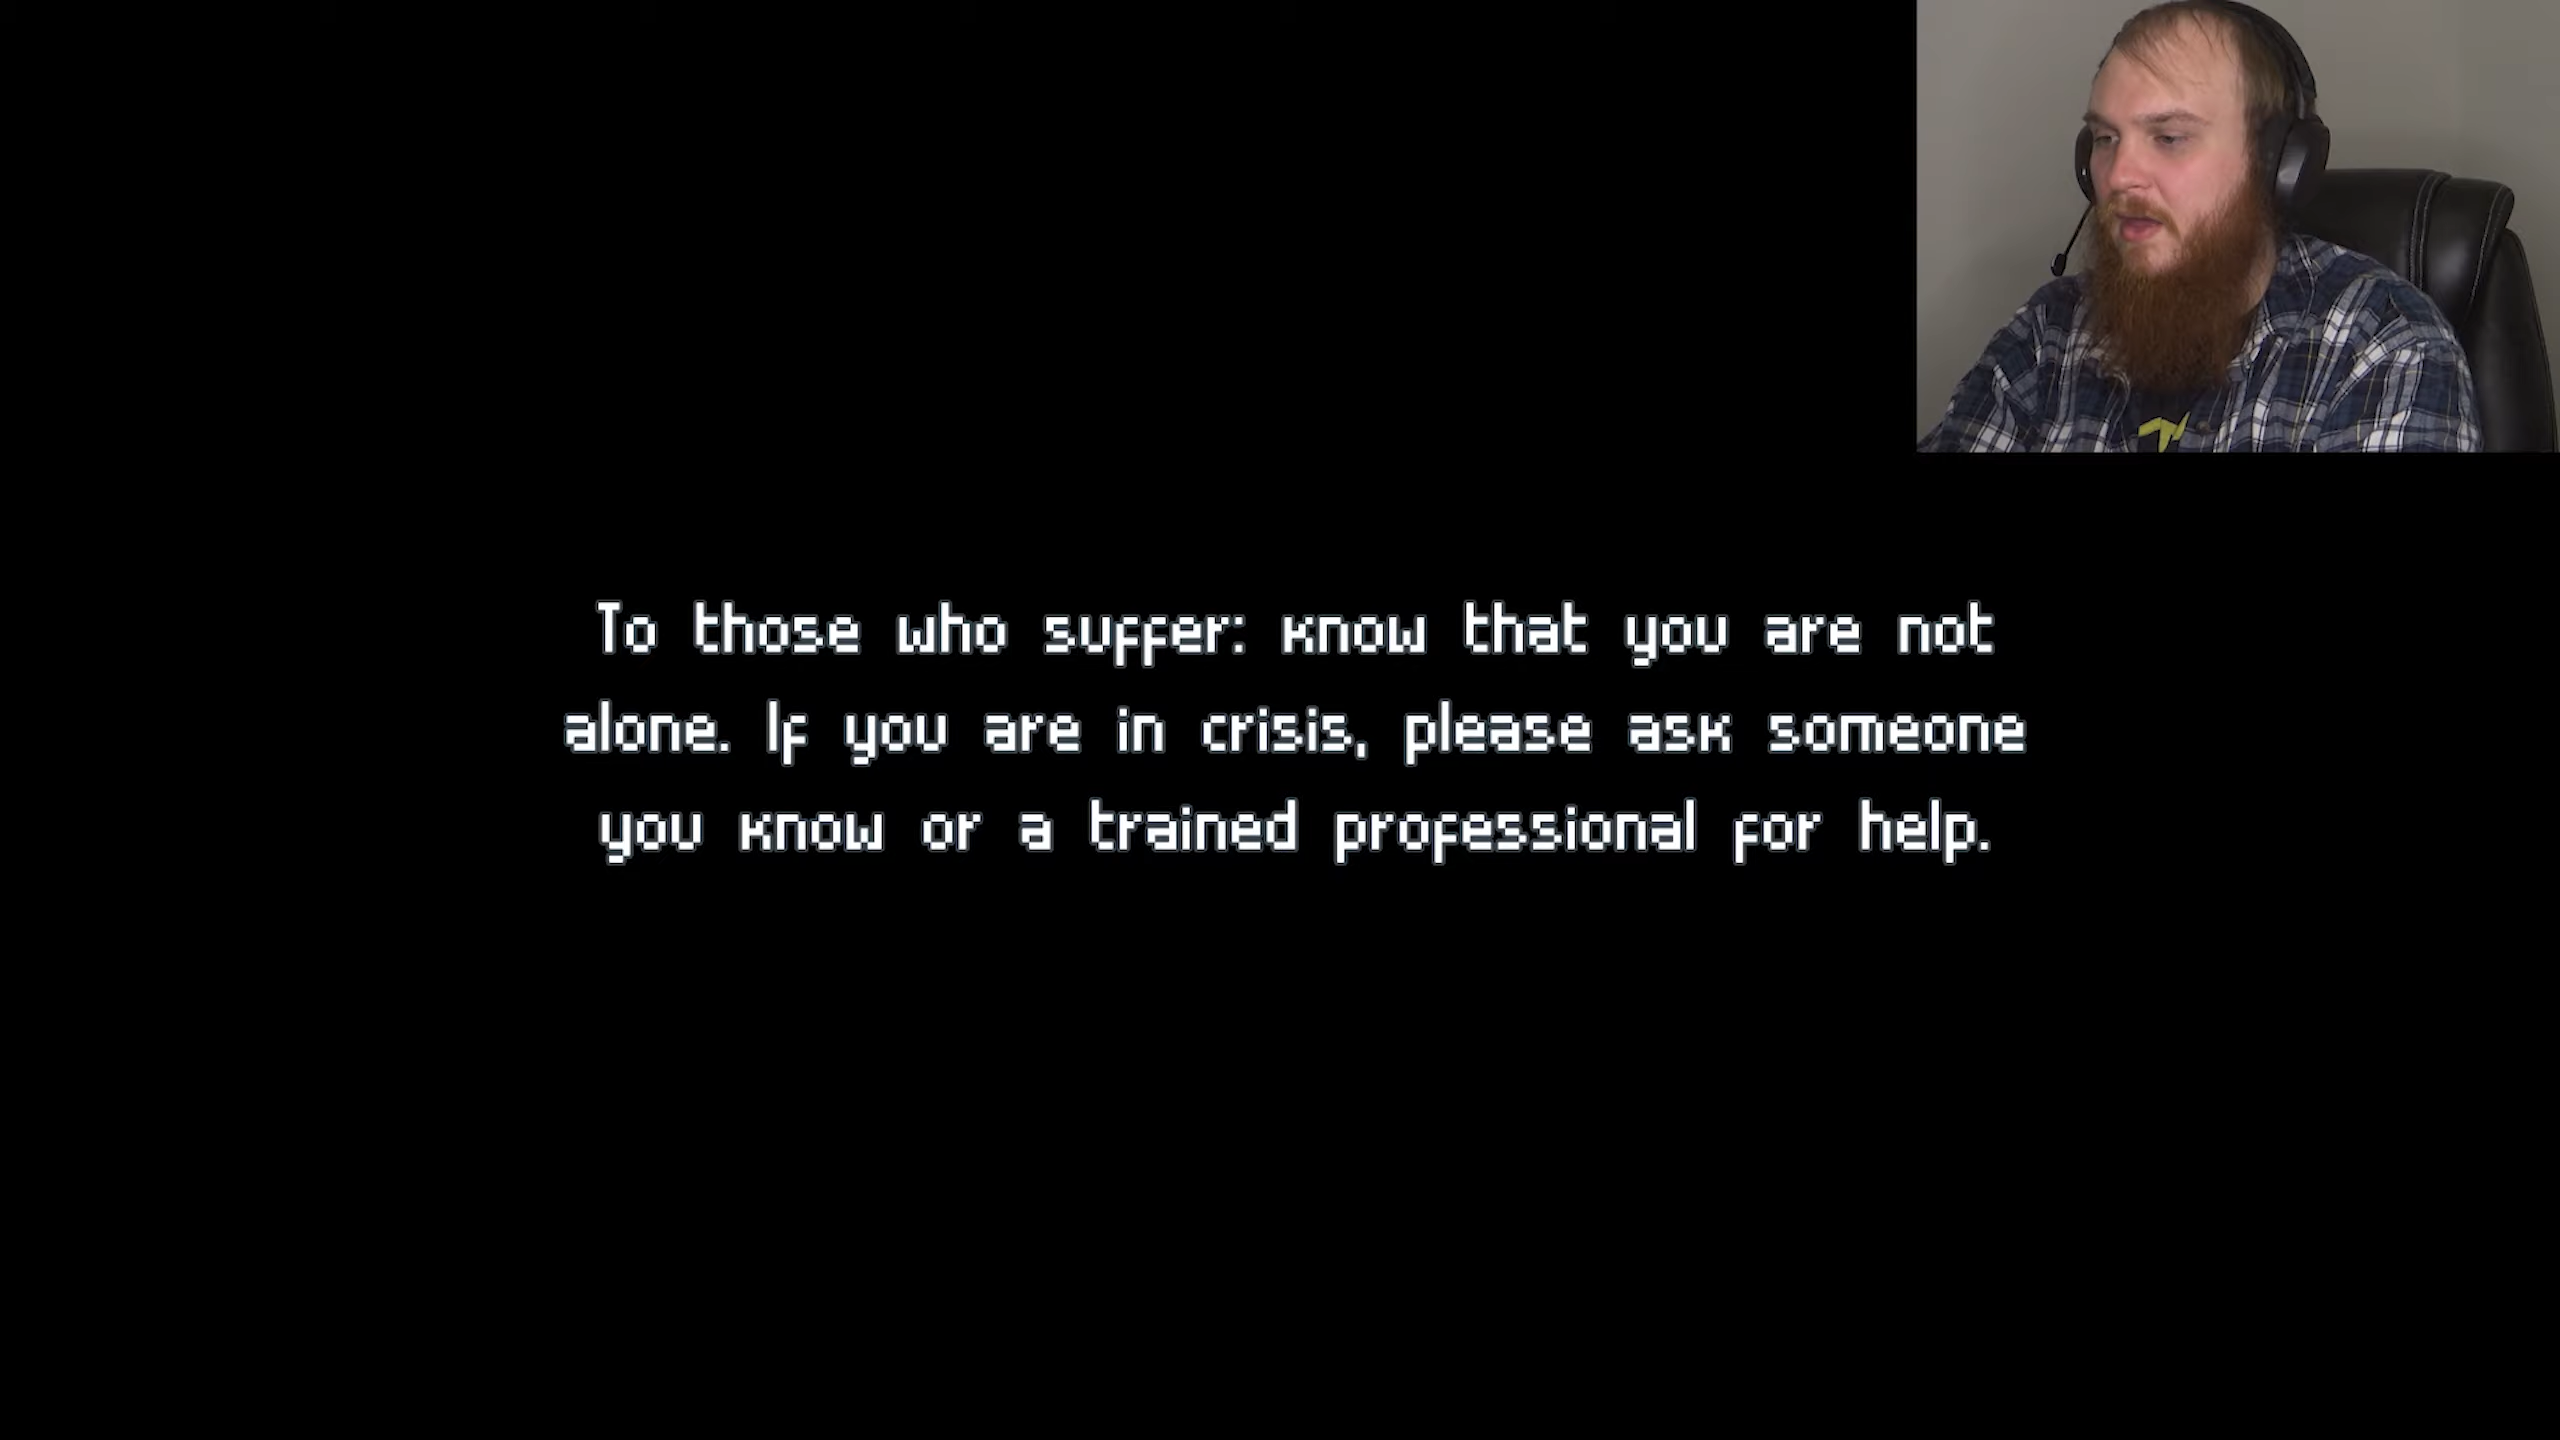 To those who suffer: know that you are not
alone. If you are in crisis, please ask someone
you know or a trained professional for help.